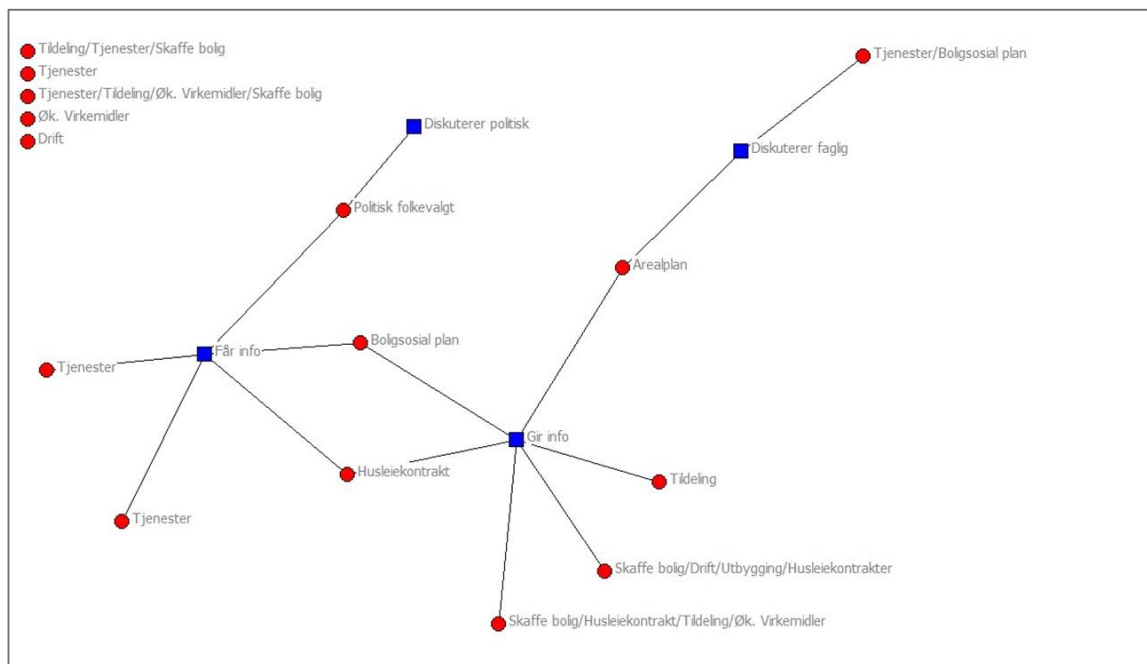 Tildeling/Tjenester/Skaffe bolig
Tjenester/Boligsosial plan
Tjenester
Tjenester/Tildeling/Øk. Virkemidler/Skaffe bolig
Øk. Virkemidler
Diskuterer politisk
Drift
Diskuterer faglig
Politisk folkevalgt
Arealplan
Boligsosial plan
Får info
Tjenester
Gir info
Husleiekontrakt
Tildeling
Tjenester
Skaffe bolig/Drift/Utbygging/Husleiekontrakter
Skaffe bolig/Husleiekontrakt/Tildeling/Øk. Virkemidler